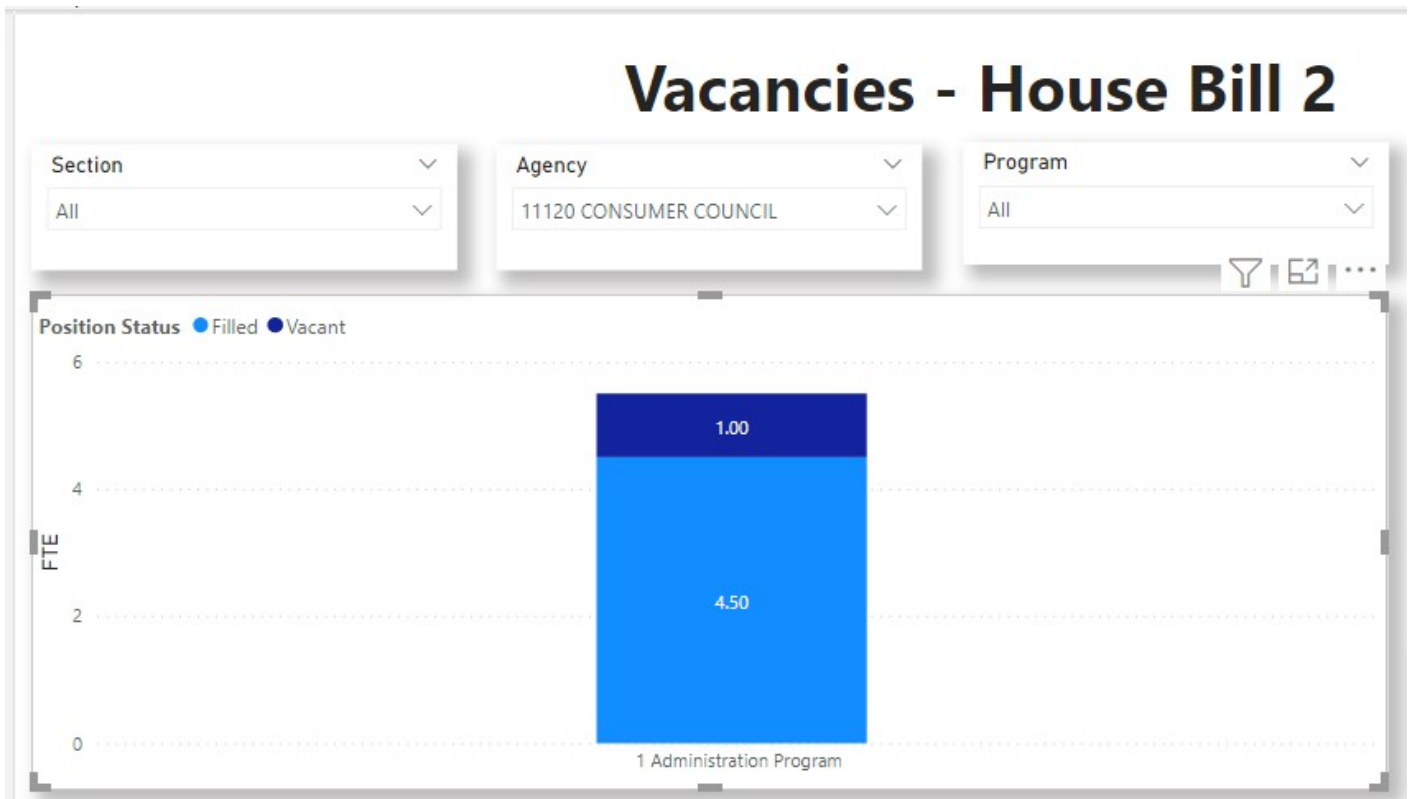 Vacancies - House Bill 2
Section
All
Agency
11120 CONSUMER COUNCIL
Program
All
Position Status Filled Vacant
6
4
2
0
FTE
1.00
4.50
1 Administration Program